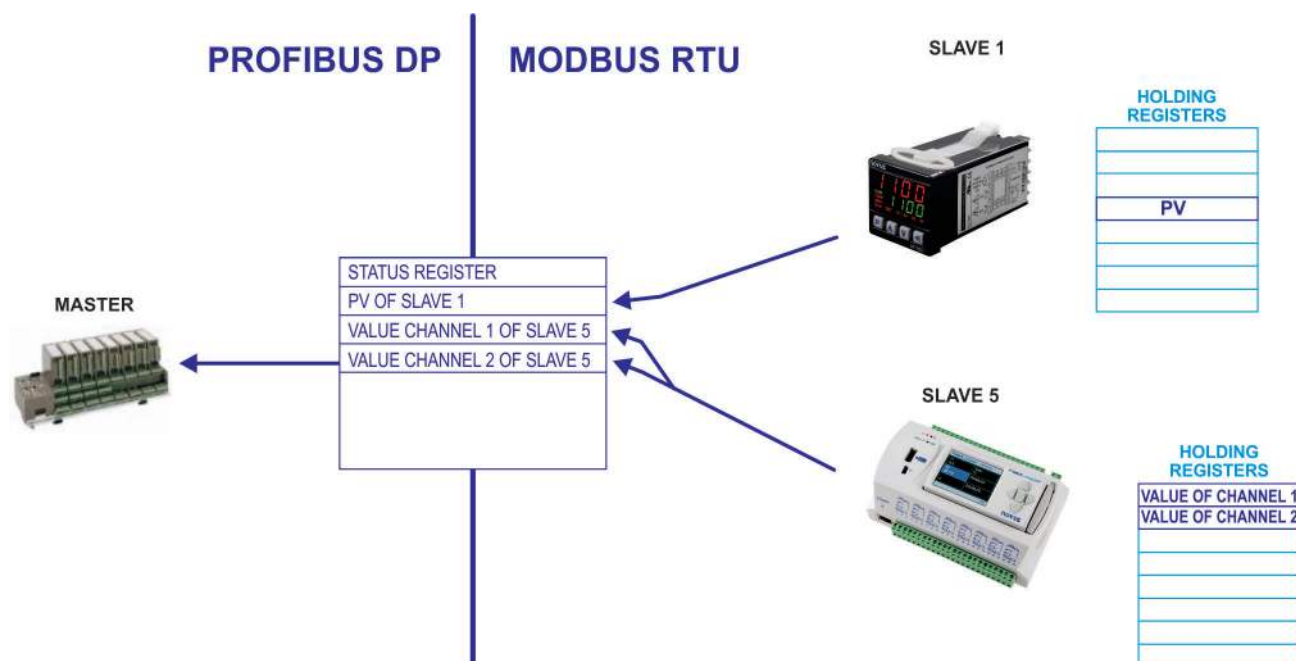 PROFIBUS DP
MODBUS RTU
SLAVE 1
HOLDING
REGISTERS
1100
1100
PV
STATUS REGISTER
PV OF SLAVE 1
VALUE CHANNEL 1 OF SLAVE 5
VALUE CHANNEL 2 OF SLAVE 5
MASTER
SLAVE 5
HOLDING
REGISTERS
VALUE OF CHANNEL 1
VALUE OF CHANNEL 2